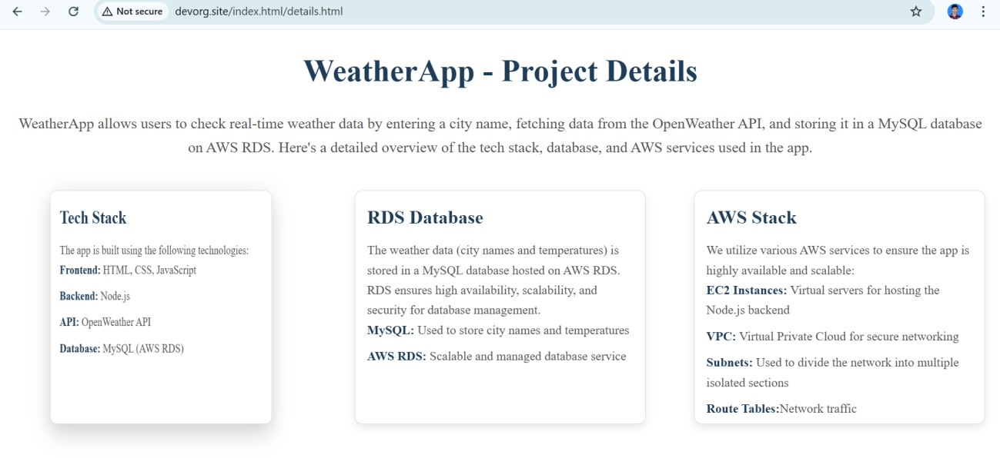 Not secure devorg.site/index.html/details.html
WeatherApp - Project Details
WeatherApp allows users to check real-time weather data by entering a city name, fetching data from the OpenWeather API, and storing it in a MySQL database
on AWS RDS. Here's a detailed overview of the tech stack, database, and AWS services used in the app.
Tech Stack
The app is built using the following technologies:
Frontend: HTML, CSS, JavaScript
Backend: Node.js
API: OpenWeather API
Database: MySQL (AWS RDS)
RDS Database
The weather data (city names and temperatures) is
stored in a MySQL database hosted on AWS RDS.
RDS ensures high availability, scalability, and
security for database management.
MySQL: Used to store city names and temperatures
AWS RDS: Scalable and managed database service
AWS Stack
We utilize various AWS services to ensure the app is
highly available and scalable:
EC2 Instances: Virtual servers for hosting the
Node.js backend
VPC: Virtual Private Cloud for secure networking
Subnets: Used to divide the network into multiple
isolated sections
Route Tables:Network traffic